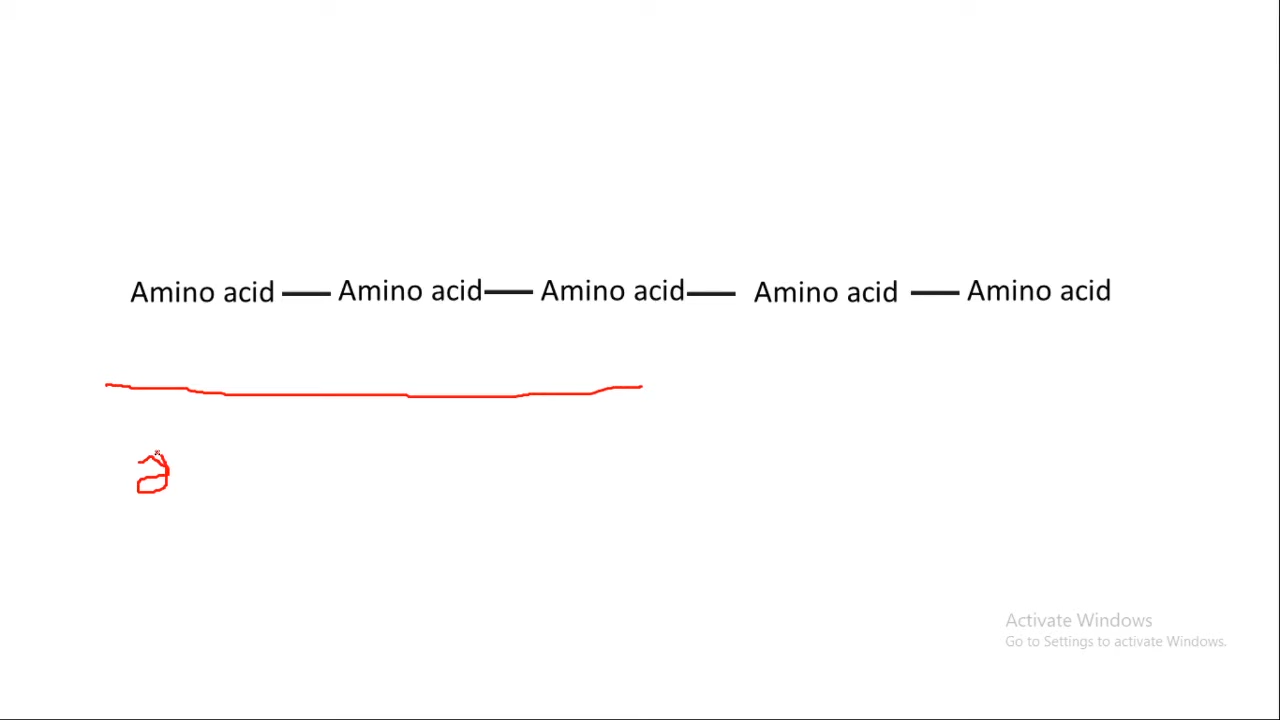 Amino acid — Amino acid — Amino acid — Amino acid — Amino acid
a
Activate Windows
Go to Settings to activate Windows.